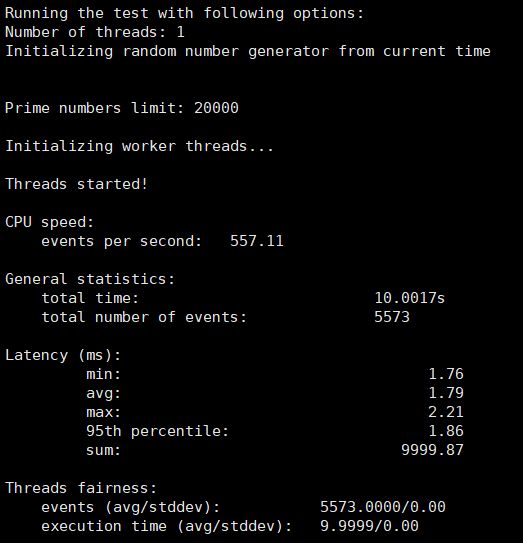 Running the test with following options:
Number of threads: 1
Initializing random number generator from current time
Prime numbers limit: 20000
Initializing worker threads...
Threads started!
CPU speed:
events per second: 557.11
General statistics:
total time: 10.0017s
total number of events: 5573
Latency (ms):
min: 1.76
avg: 1.79
max: 2.21
95th percentile: 1.86
sum: 9999.87
Threads fairness:
events (avg/stddev): 5573.0000/0.00
execution time (avg/stddev): 9.9999/0.00